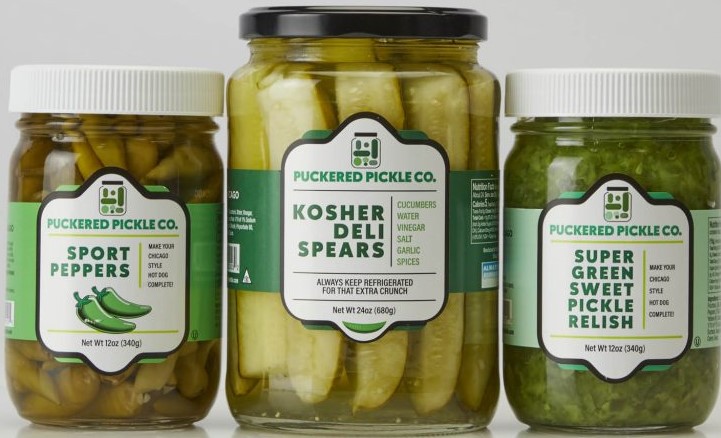 PUCKERED PICKLE CO.
SPORT
PEPPERS
MAKE YOUR
CHICAGO
STYLE
HOT DOG
COMPLETE!
Net Wt 12oz (340g)
PUCKERED PICKLE CO.
KOSHER
DELI
SPEARS
CUCUMBERS
WATER
VINEGAR
SALT
GARLIC
SPICES
ALWAYS KEEP REFRIGERATED
FOR THAT EXTRA CRUNCH
Net Wt 24oz (680g)
Nutrition Facts
PUCKERED PICKLE CO.
SUPER
GREEN
SWEET
PICKLE
RELISH
MAKE YOUR
CHICAGO
STYLE
HOT DOG
COMPLETE!
Net Wt 12oz (340g)